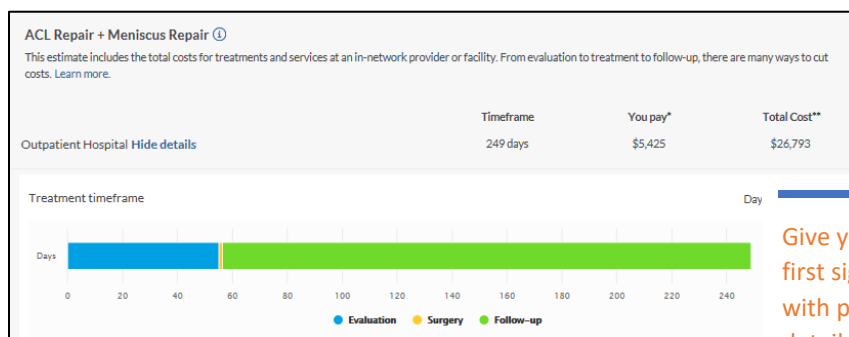 ACL Repair + Meniscus Repair
This estimate includes the total costs for treatments and services at an in-network provider or facility. From evaluation to treatment to follow-up, there are many ways to cut
costs. Learn more.
Timeframe You pay* Total Cost**
Outpatient Hospital Hide details 249 days $5,425 $26,793
Treatment timeframe Day
Days
0 20 40 60 80 100 120 140 160 180 200 220 240
Evaluation Surgery Follow-up
Give y
first si
with p